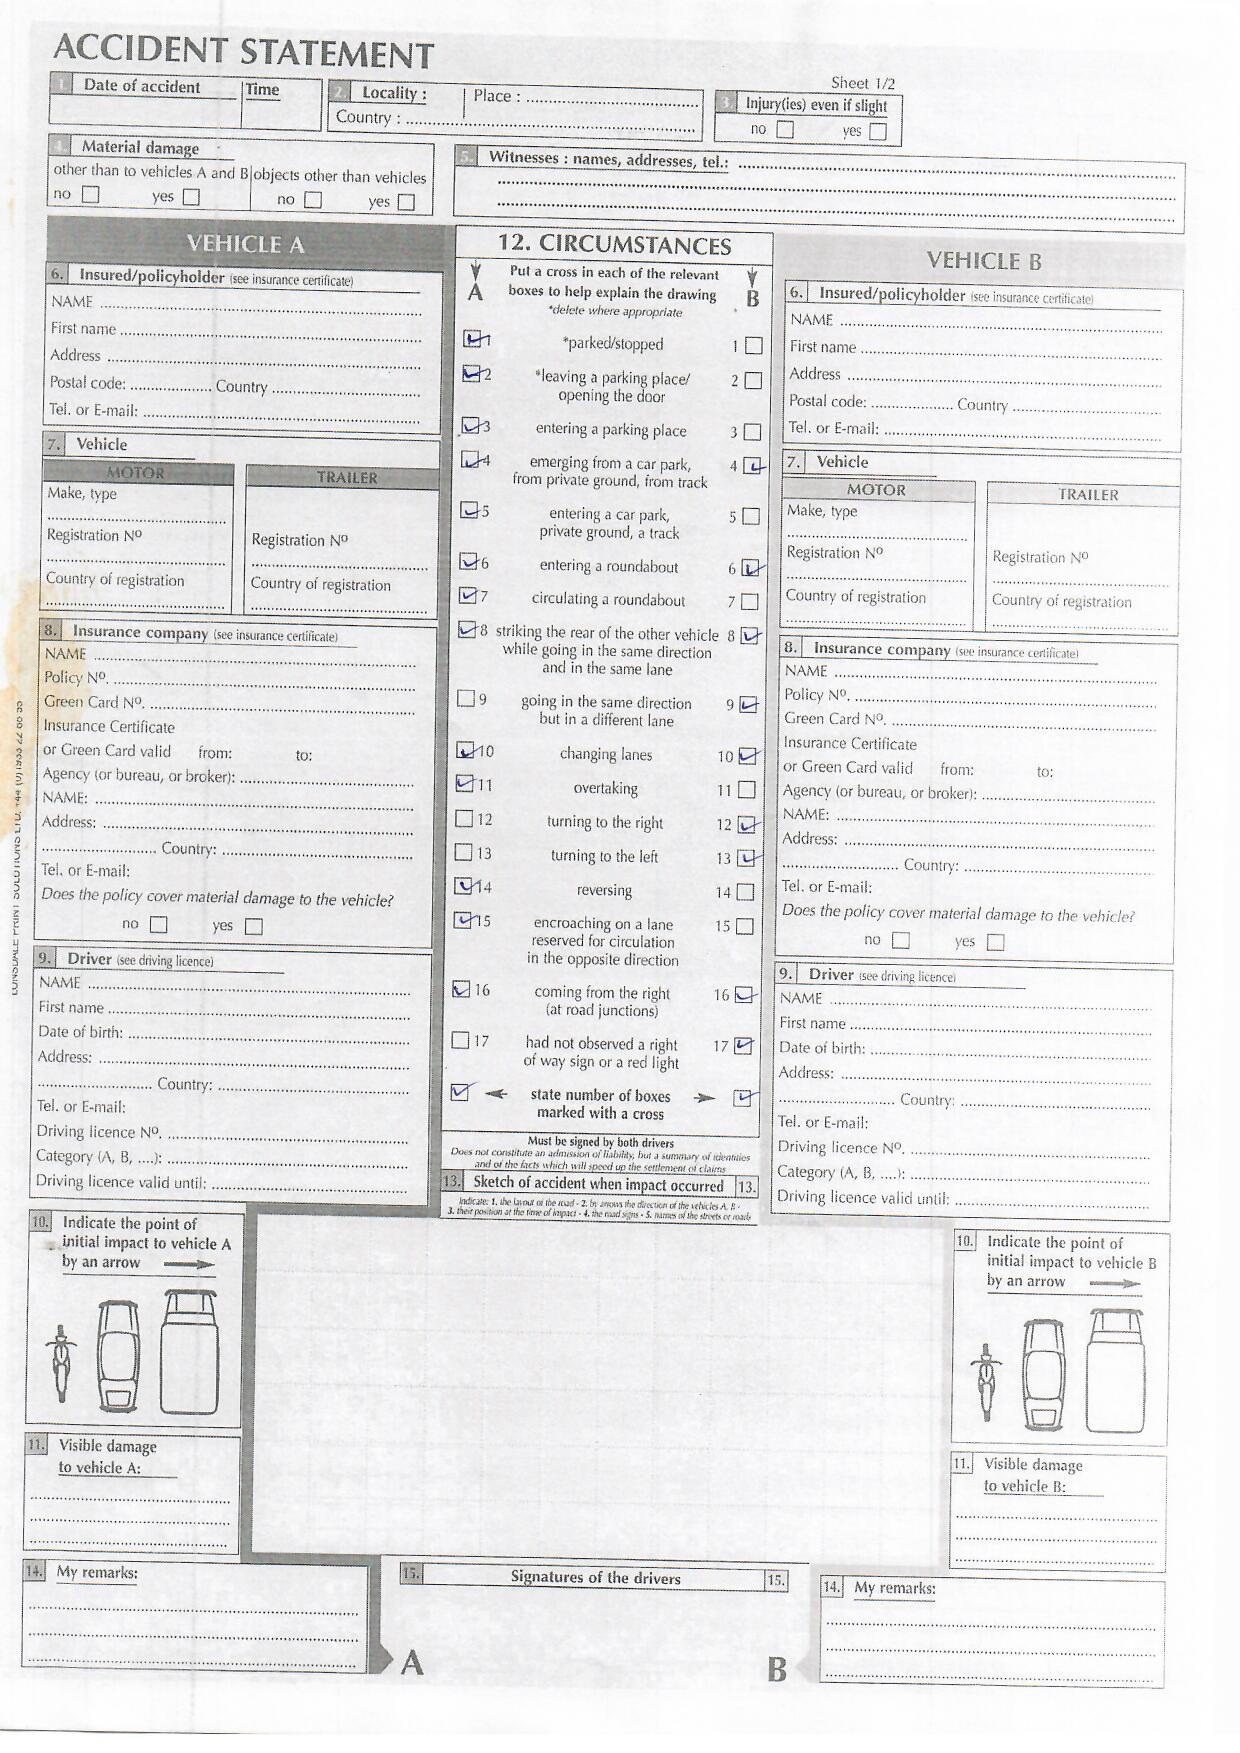 ACCIDENT STATEMENT
Sheet 1/2
1. Date of accident Time
2. Locality : Place : ..............................
Country : ..............................
3. Injury(ies) even if slight
no ☐ yes ☐
4. Material damage
other than to vehicles A and B objects other than vehicles
no ☐ yes ☐ no ☐ yes ☐
5. Witnesses : names, addresses, tel.: ..............................
VEHICLE A
6. Insured/policyholder (see insurance certificate)
NAME ..............................
First name ..............................
Address ..............................
Postal code: .................... Country ....................
Tel. or E-mail: ..............................
7. Vehicle
MOTOR TRAILER
Make, type
Registration Nº Registration Nº
Country of registration Country of registration
8. Insurance company (see insurance certificate)
NAME ..............................
Policy Nº. ..............................
Green Card Nº. ..............................
Insurance Certificate
or Green Card valid from: to:
Agency (or bureau, or broker): ..............................
NAME: ..............................
Address: ..............................
.................... Country: ....................
Tel. or E-mail:
Does the policy cover material damage to the vehicle?
no ☐ yes ☐
9. Driver (see driving licence)
NAME ..............................
First name ..............................
Date of birth: ..............................
Address: ..............................
.................... Country: ....................
Tel. or E-mail:
Driving licence Nº. ..............................
Category (A, B, ....): ..............................
Driving licence valid until: ..............................
10. Indicate the point of
initial impact to vehicle A
by an arrow
11. Visible damage
to vehicle A:
14. My remarks:
12. CIRCUMSTANCES
Put a cross in each of the relevant
A boxes to help explain the drawing B
*delete where appropriate
☑ 1 *parked/stopped 1 ☐
☑ 2 *leaving a parking place/ 2 ☐
opening the door
☑ 3 entering a parking place 3 ☐
☑ 4 emerging from a car park, 4 ☑
from private ground, from track
☑ 5 entering a car park, 5 ☐
private ground, a track
☑ 6 entering a roundabout 6 ☑
☑ 7 circulating a roundabout 7 ☐
☑ 8 striking the rear of the other vehicle 8 ☑
while going in the same direction
and in the same lane
☐ 9 going in the same direction 9 ☑
but in a different lane
☑ 10 changing lanes 10 ☑
☑ 11 overtaking 11 ☐
☐ 12 turning to the right 12 ☑
☐ 13 turning to the left 13 ☑
☑ 14 reversing 14 ☐
☑ 15 encroaching on a lane 15 ☐
reserved for circulation
in the opposite direction
☑ 16 coming from the right 16 ☑
(at road junctions)
☐ 17 had not observed a right 17 ☑
of way sign or a red light
☑ state number of boxes ☑
marked with a cross
Must be signed by both drivers
Does not constitute an admission of liability, but a summary of identities
and of the facts which will speed up the settlement of claims
13. Sketch of accident when impact occurred 13.
Indicate: 1. the layout of the road - 2. by arrows the direction of the vehicles A, B -
3. their position at the time of impact - 4. the road signs - 5. names of the streets or roads
15. Signatures of the drivers 15.
A B
VEHICLE B
6. Insured/policyholder (see insurance certificate)
NAME ..............................
First name ..............................
Address ..............................
Postal code: .................... Country ....................
Tel. or E-mail: ..............................
7. Vehicle
MOTOR TRAILER
Make, type
Registration Nº Registration Nº
Country of registration Country of registration
8. Insurance company (see insurance certificate)
NAME ..............................
Policy Nº. ..............................
Green Card Nº. ..............................
Insurance Certificate
or Green Card valid from: to:
Agency (or bureau, or broker): ..............................
NAME: ..............................
Address: ..............................
.................... Country: ....................
Tel. or E-mail:
Does the policy cover material damage to the vehicle?
no ☐ yes ☐
9. Driver (see driving licence)
NAME ..............................
First name ..............................
Date of birth: ..............................
Address: ..............................
.................... Country: ....................
Tel. or E-mail:
Driving licence Nº. ..............................
Category (A, B, ....): ..............................
Driving licence valid until: ..............................
10. Indicate the point of
initial impact to vehicle B
by an arrow
11. Visible damage
to vehicle B:
14. My remarks:
LONSDALE PRINT SOLUTIONS LTD.